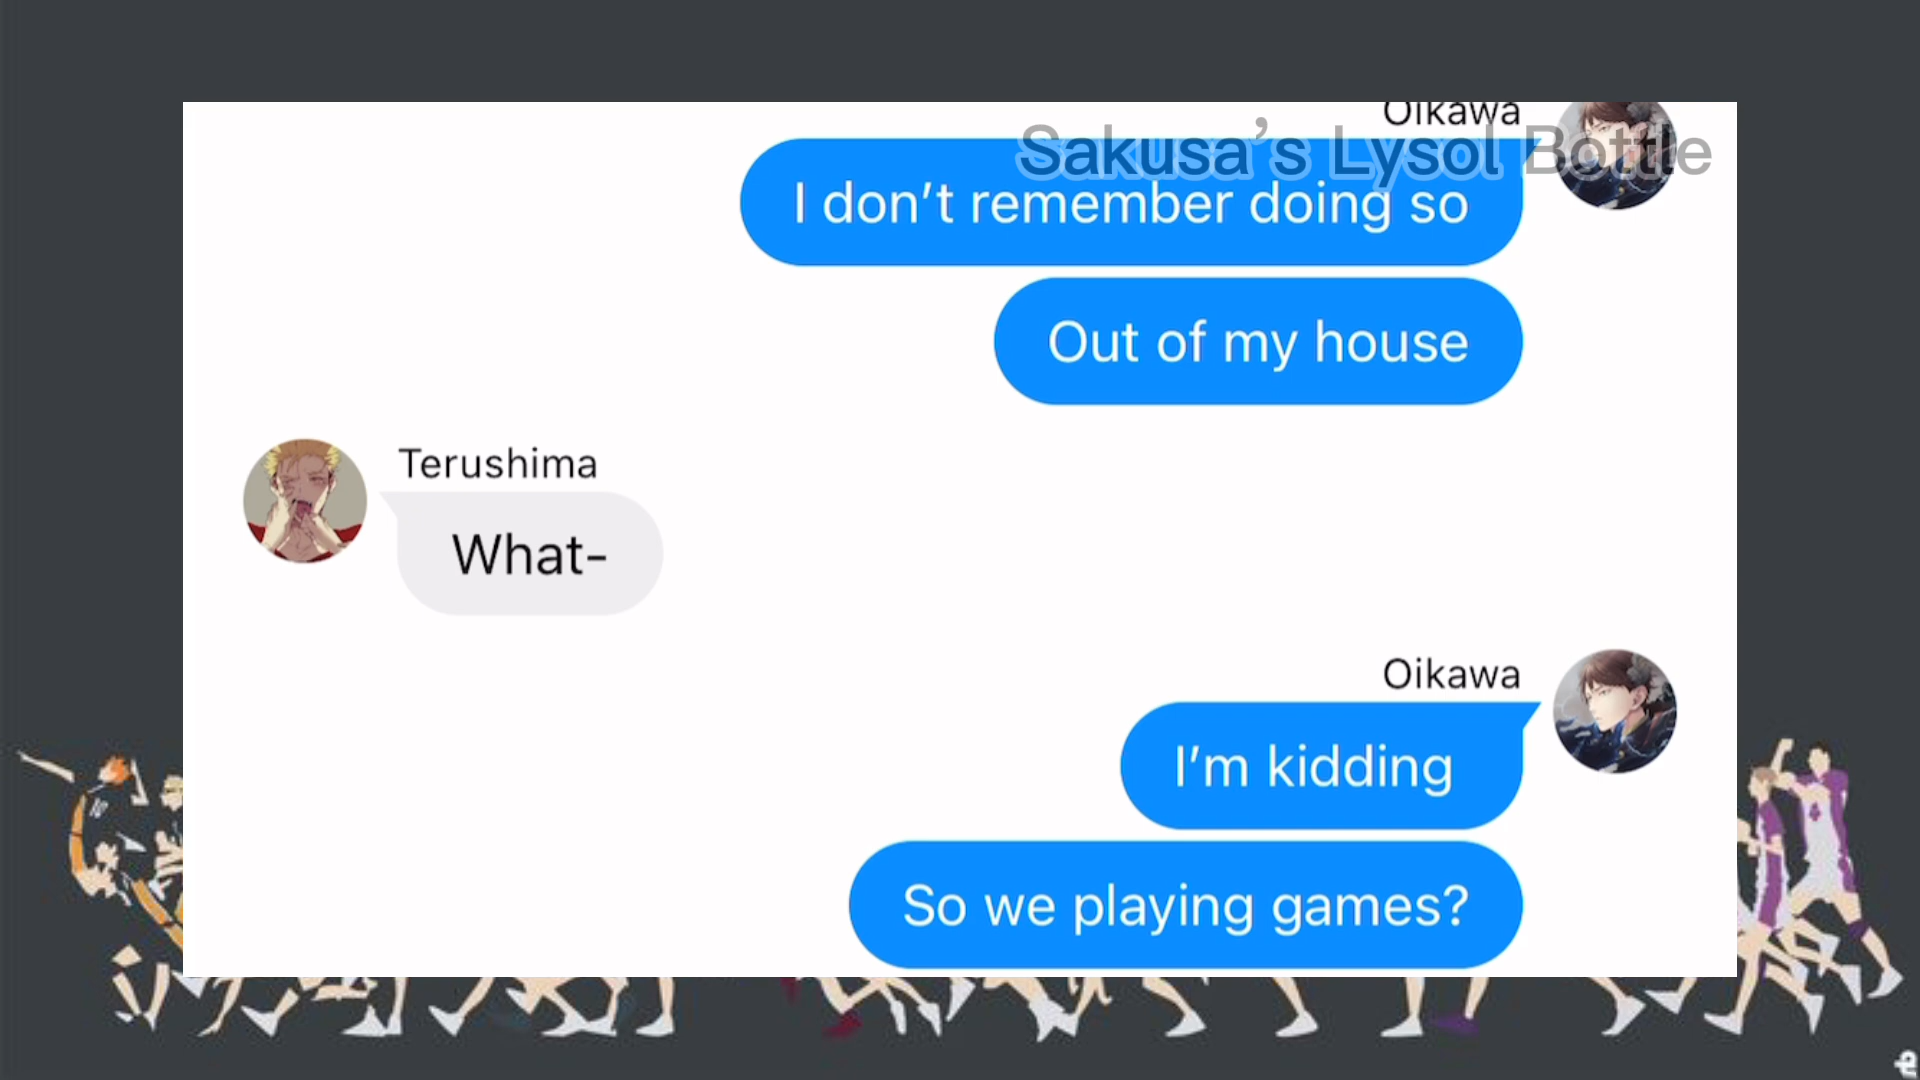 Oikawa
Sakusa’s Lysol Bottle
I don’t remember doing so
Out of my house
Terushima
What-
Oikawa
I’m kidding
So we playing games?